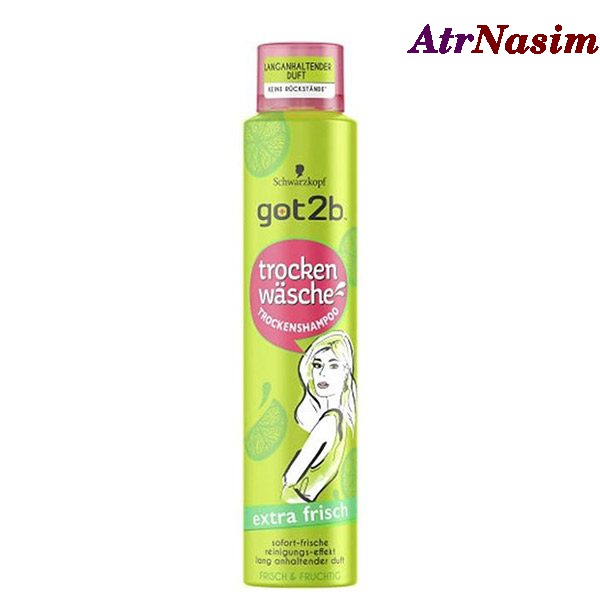 AtrNasim
LANGANHALTENDER
DUFT
KEINE RÜCKSTÄNDE*
Schwarzkopf
got2b
trocken
wäsche
TROCKENSHAMPOO
extra frisch
sofort-frische
reinigungs-effekt
lang anhaltender duft
FRISCH & FRUCHTIG